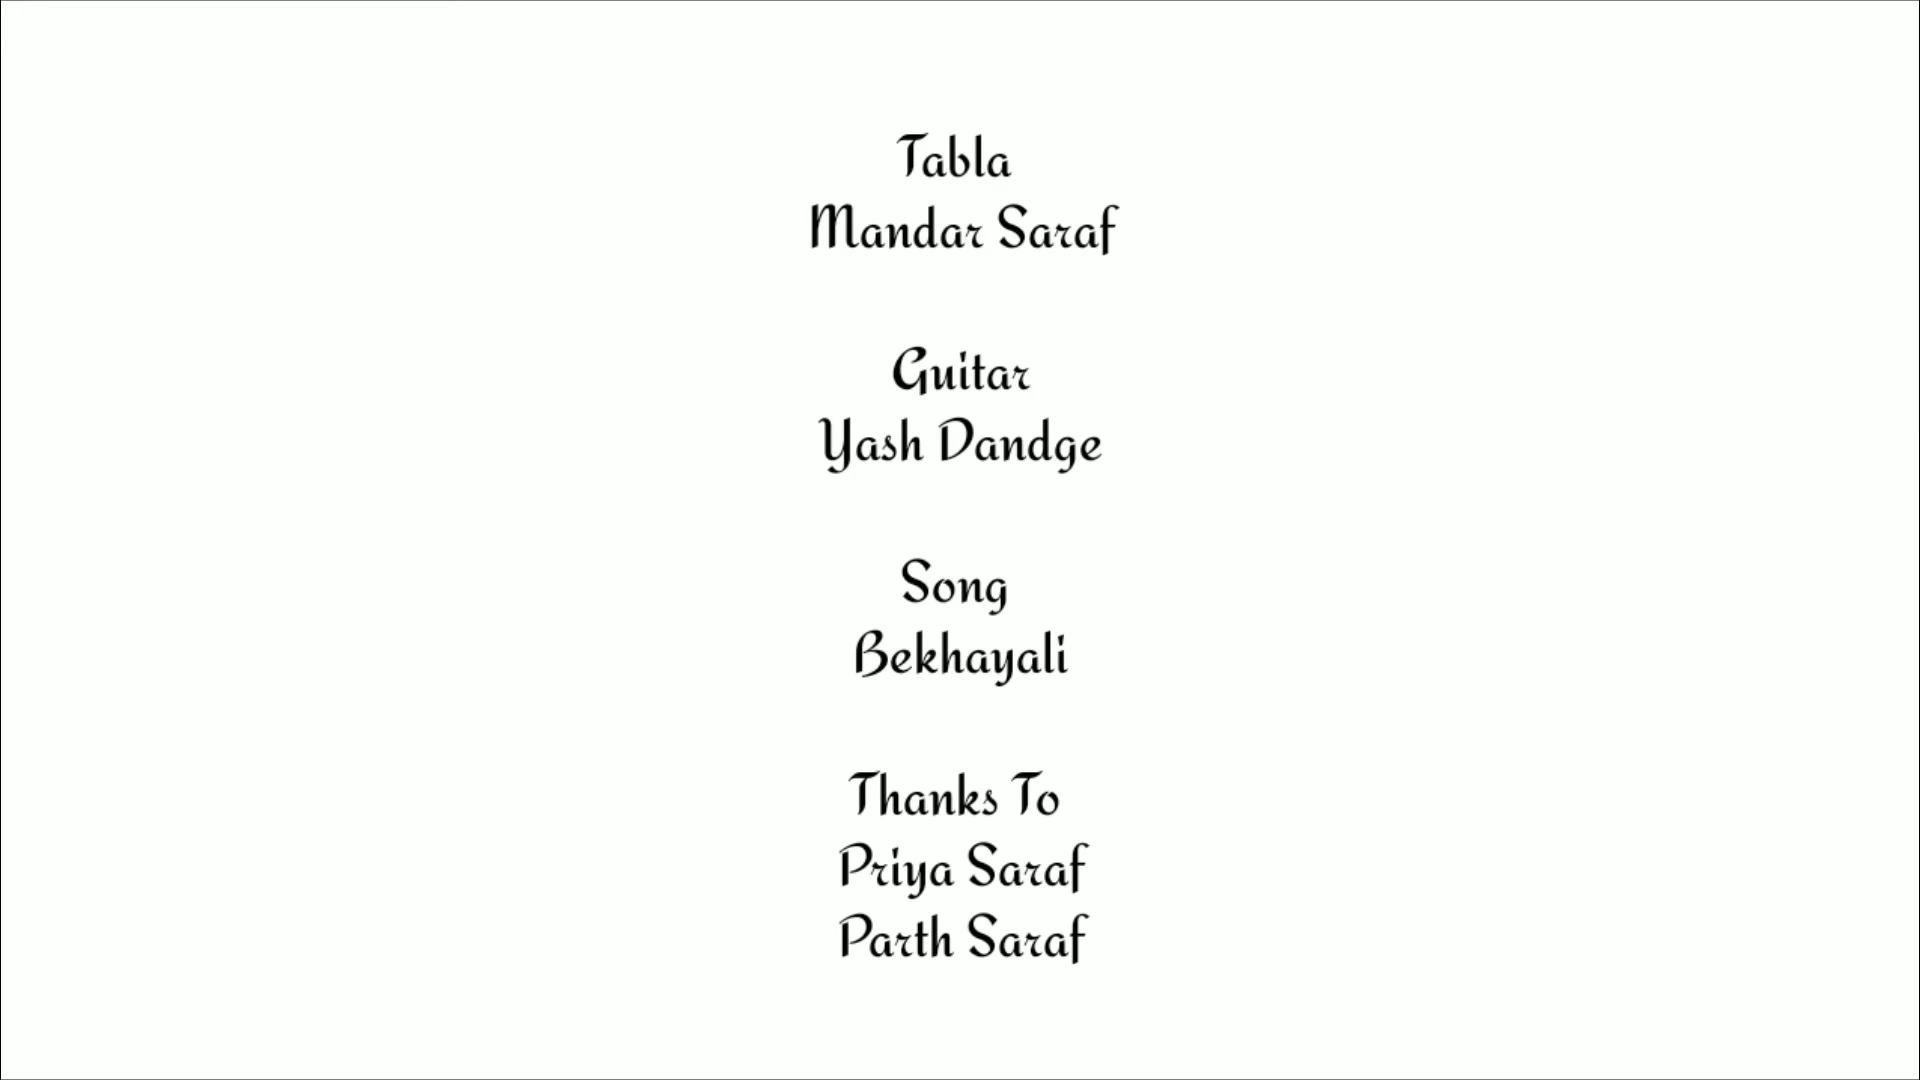 Tabla
Mandar Saraf
Guitar
Yash Dandge
Song
Bekhayali
Thanks To
Priya Saraf
Parth Saraf